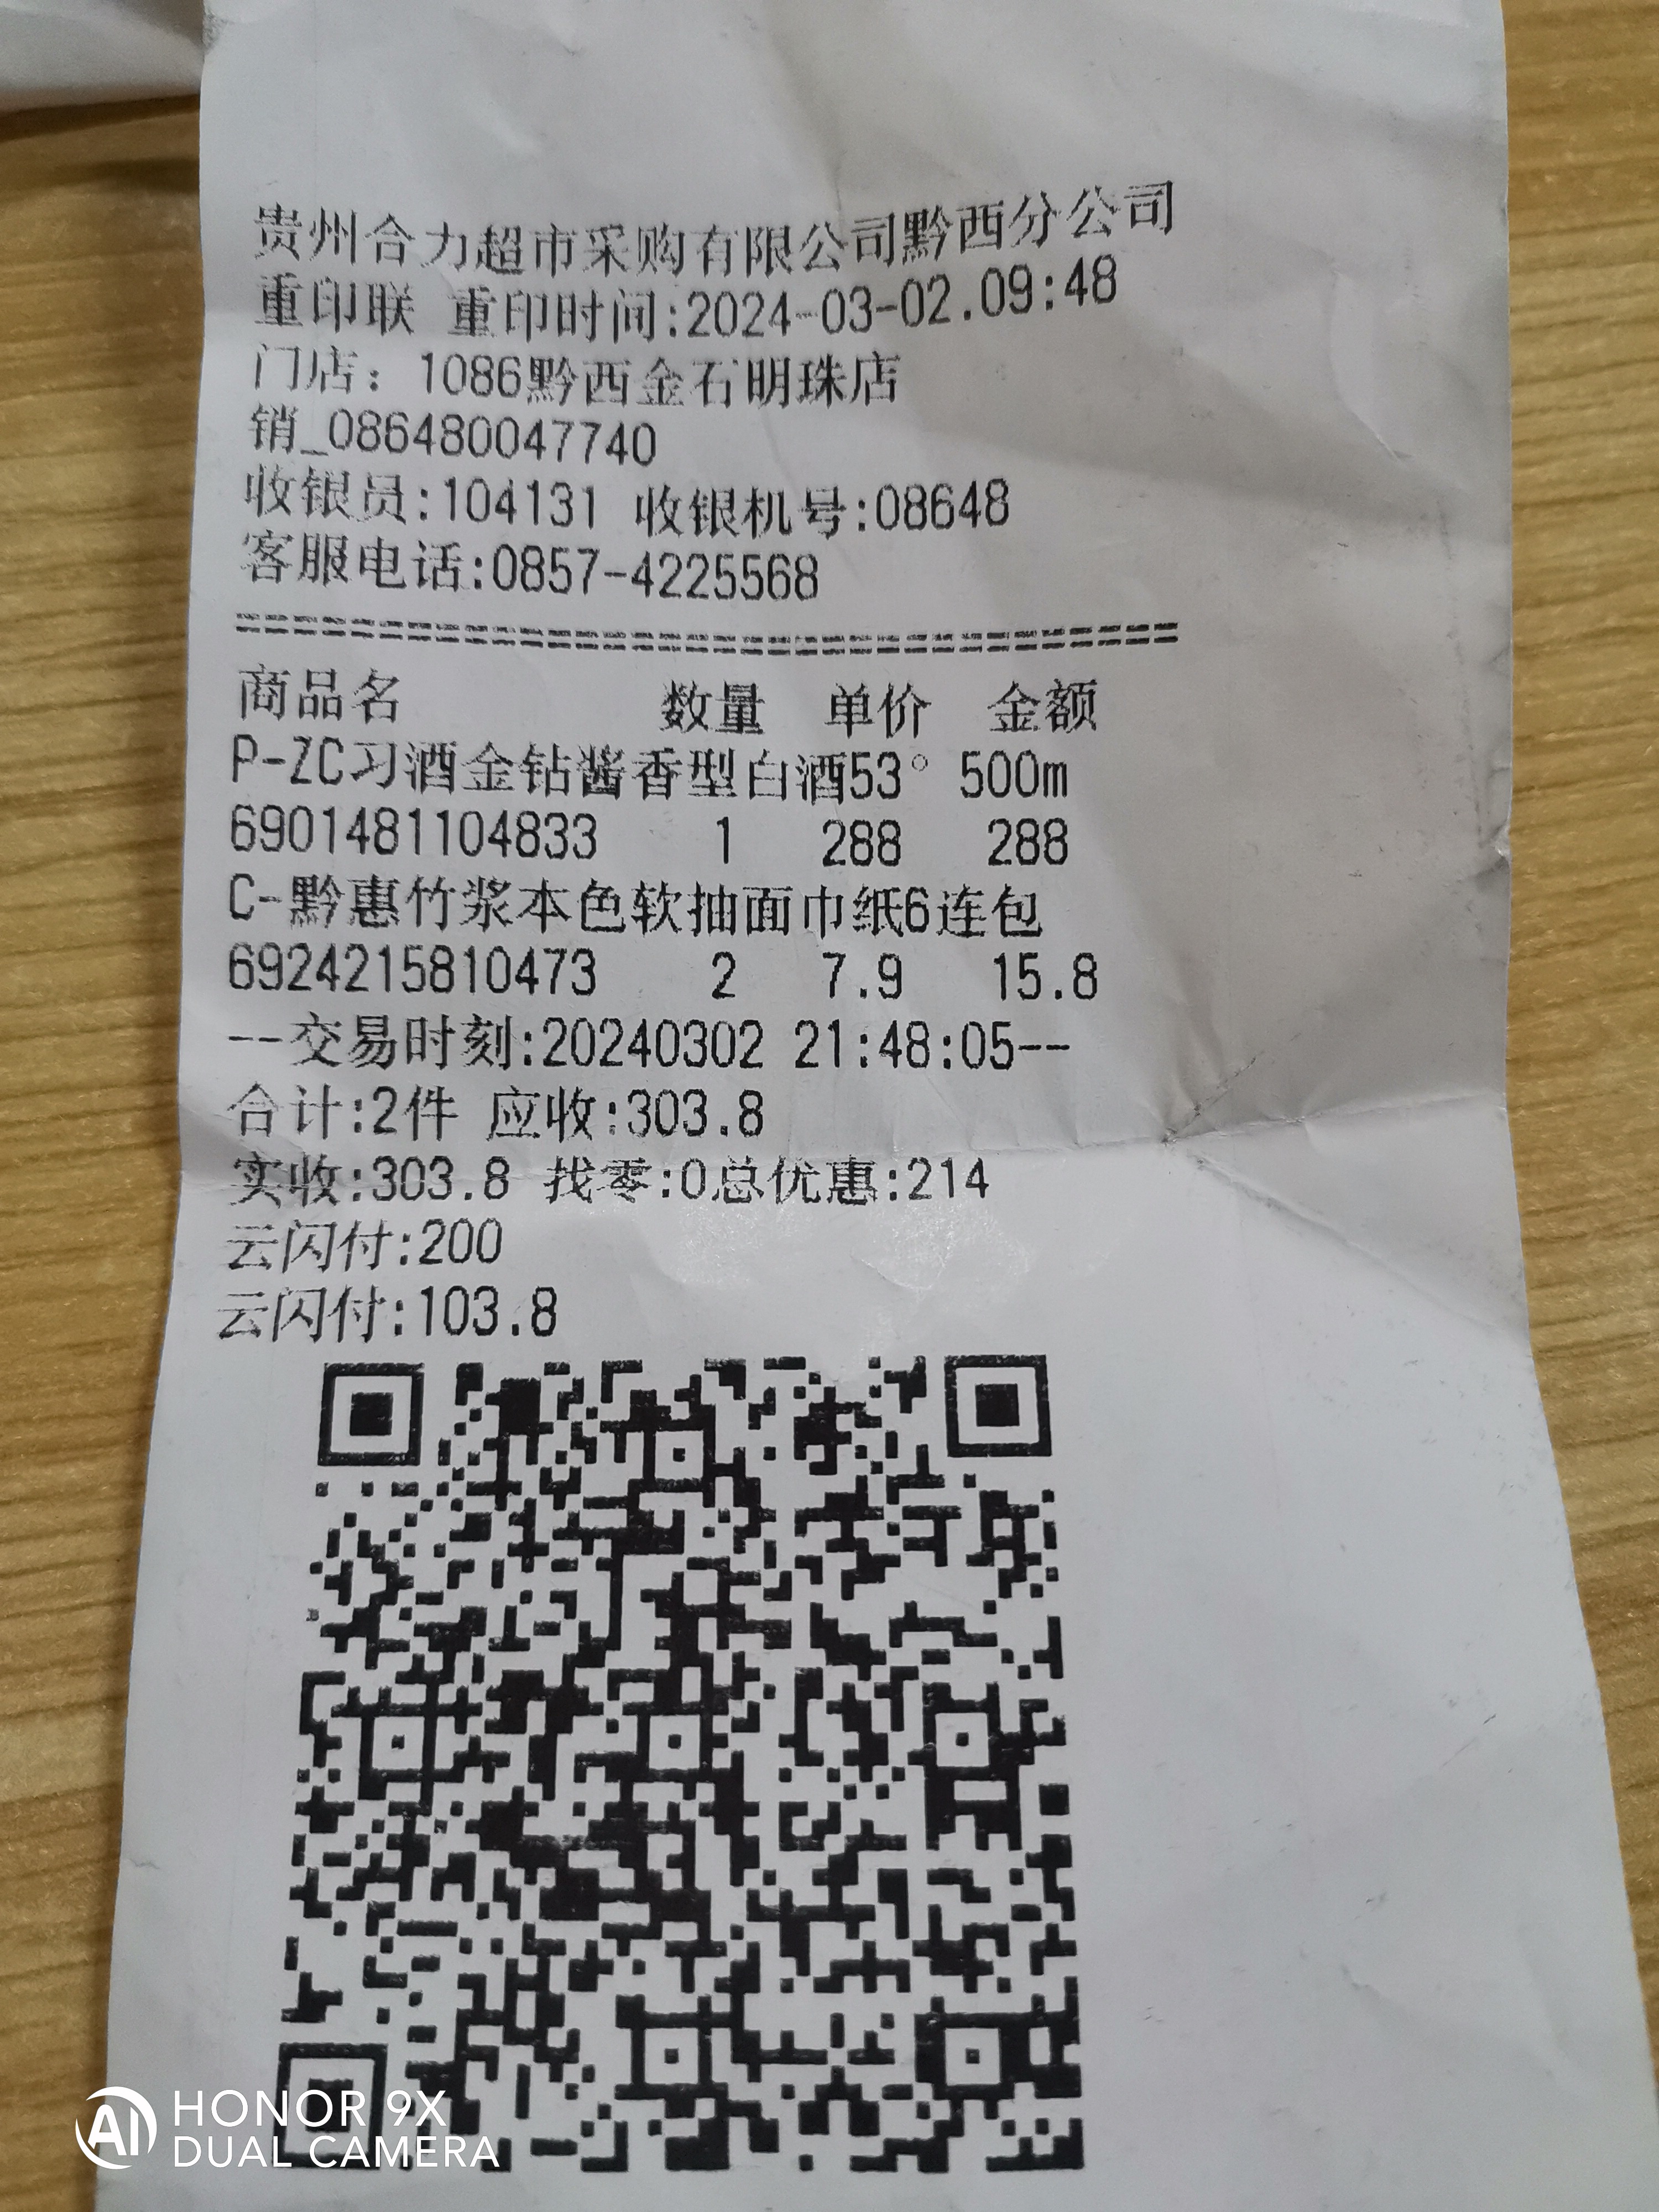 贵州合力超市采购有限公司黔西分公司
重印联 重印时间:2024-03-02.09:48
门店：1086黔西金石明珠店
销_086480047740
收银员:104131 收银机号:08648
客服电话:0857-4225568
==================================
商品名 数量 单价 金额
P-ZC习酒金钻酱香型白酒53° 500m
6901481104833 1 288 288
C-黔惠竹浆本色软抽面巾纸6连包
6924215810473 2 7.9 15.8
--交易时刻:20240302 21:48:05--
合计:2件 应收:303.8
实收:303.8 找零:0总优惠:214
云闪付:200
云闪付:103.8
AI HONOR 9X
DUAL CAMERA